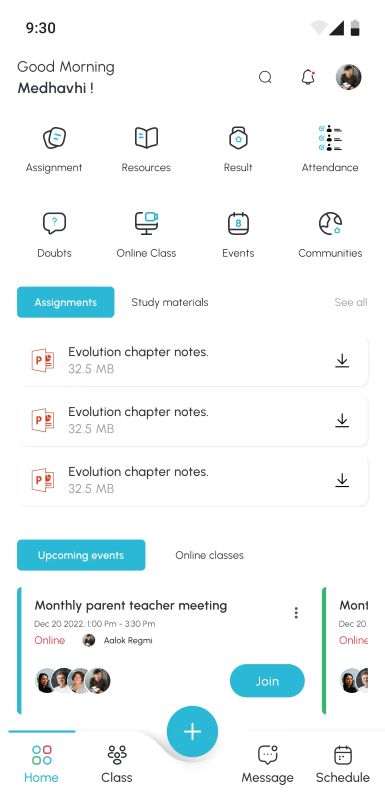 9:30
Good Morning
Medhavhi !
Assignment Resources Result Attendance
?
8
Doubts Online Class Events Communities
Assignments Study materials See all
P Evolution chapter notes.
32.5 MB
P Evolution chapter notes.
32.5 MB
P Evolution chapter notes.
32.5 MB
Upcoming events Online classes
Monthly parent teacher meeting
Dec 20 2022, 1:00 Pm - 3:30 Pm
Online Aalok Regmi
Join
Mont
Dec 20
Online
Home Class Message Schedule